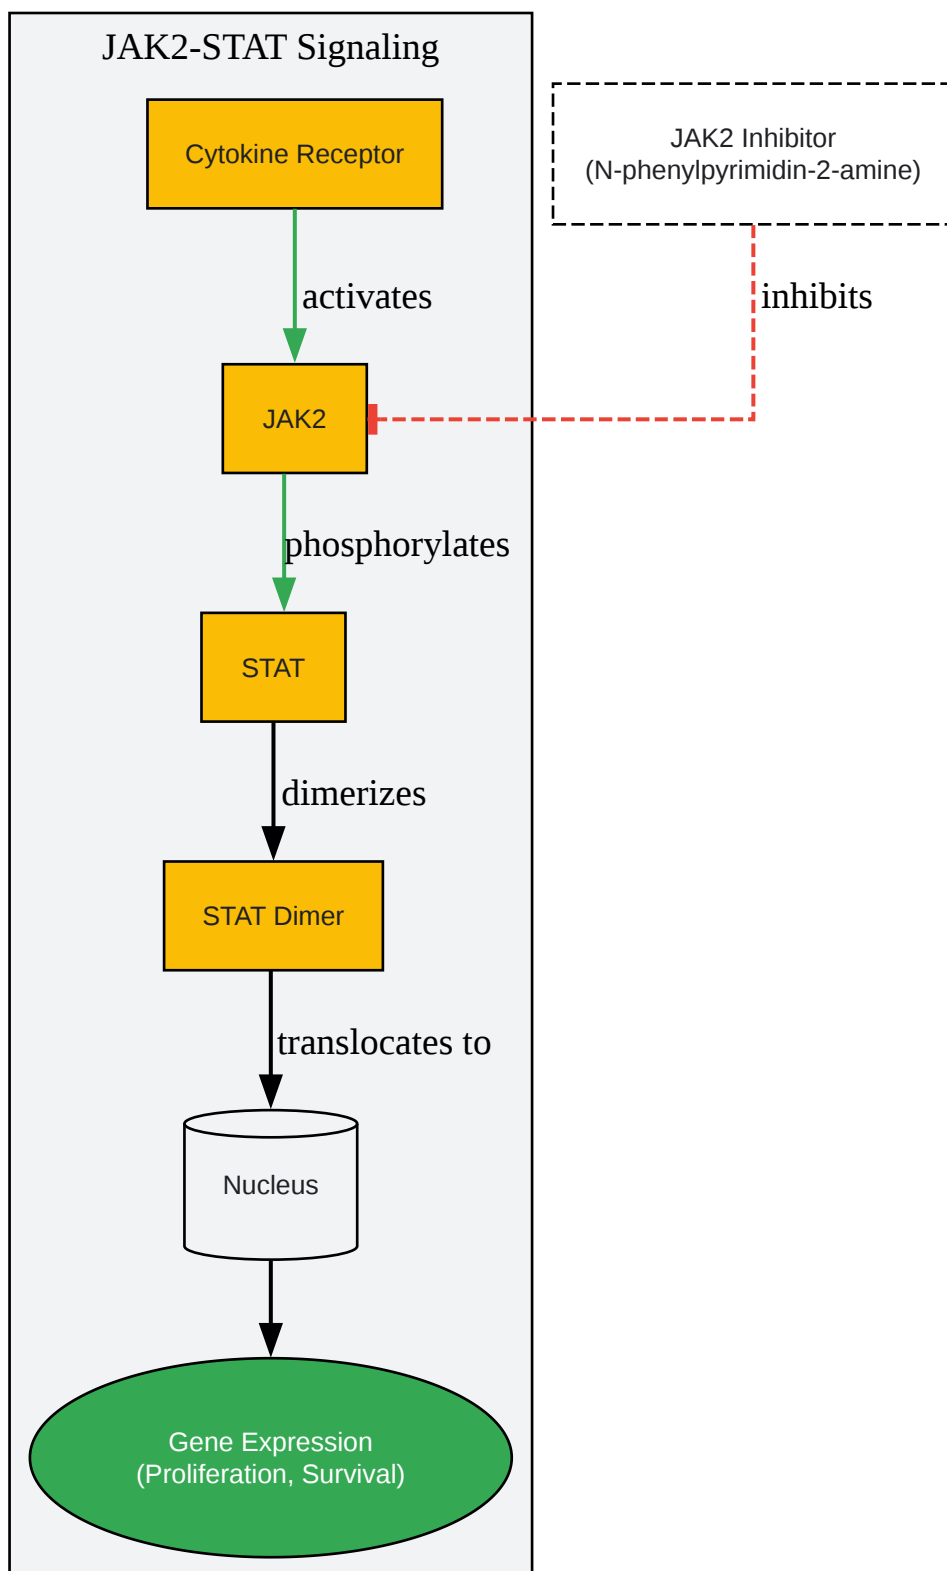 JAK2-STAT Signaling
Cytokine Receptor
JAK2 Inhibitor
(N-phenylpyrimidin-2-amine)
activates
inhibits
JAK2
phosphorylates
STAT
dimerizes
STAT Dimer
translocates to
Nucleus
Gene Expression
(Proliferation, Survival)